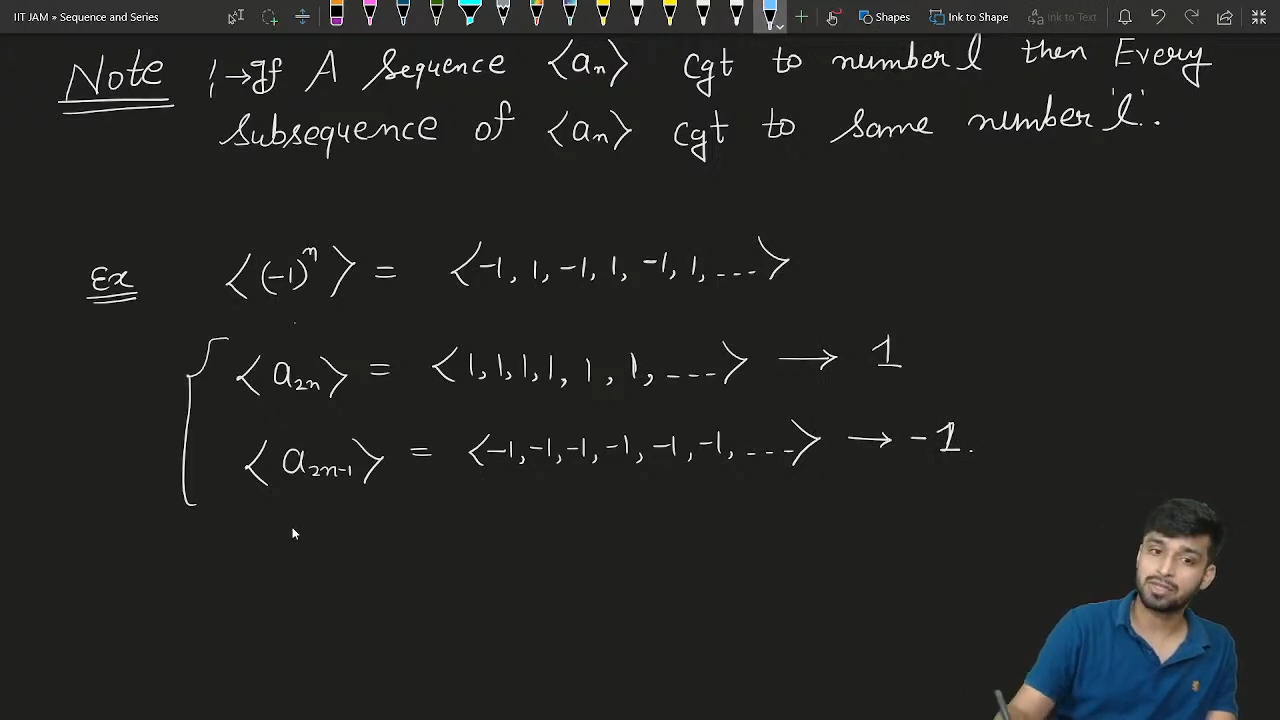 IIT JAM » Sequence and Series
Shapes Ink to Shape Ink to Text
Note :→ If A sequence <aₙ> cgt to number l then Every
subsequence of <aₙ> cgt to same number 'l'.
Ex <(-1)ⁿ> = <-1, 1, -1, 1, -1, 1, ...>
<a₂ₙ> = <1, 1, 1, 1, 1, 1, ....> → 1
<a₂ₙ₋₁> = <-1, -1, -1, -1, -1, -1, ....> → -1.